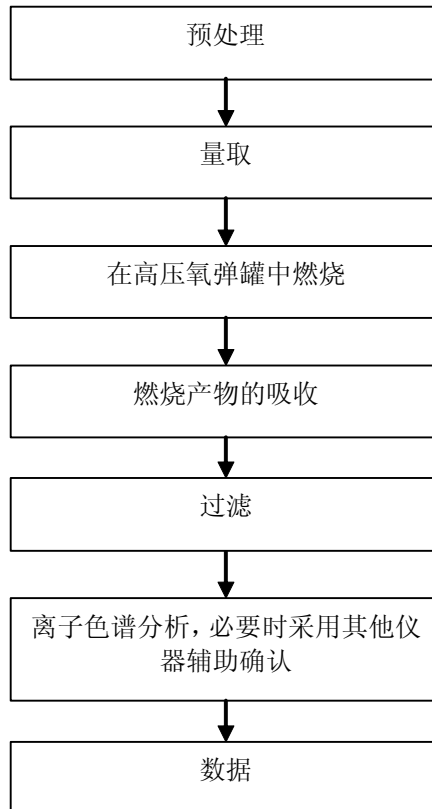 预处理
量取
在高压氧弹罐中燃烧
燃烧产物的吸收
过滤
离子色谱分析，必要时采用其他仪
器辅助确认
数据